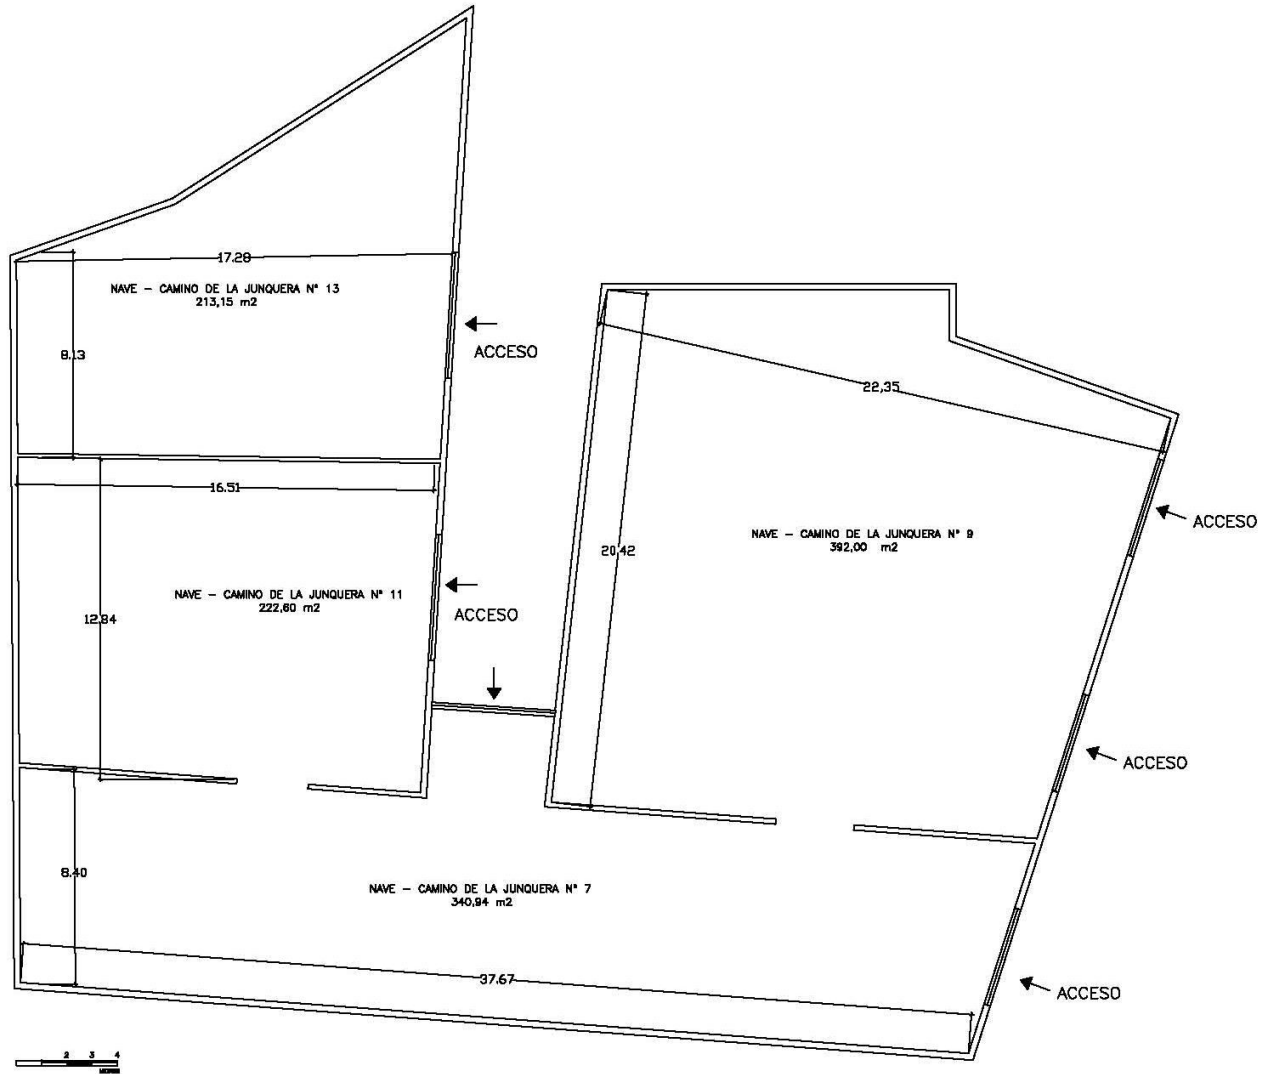 17.28
NAVE - CAMINO DE LA JUNQUERA Nº 13
213,15 m2
8.13
ACCESO
22,35
16.51
20.42
NAVE - CAMINO DE LA JUNQUERA Nº 9
392,00 m2
ACCESO
NAVE - CAMINO DE LA JUNQUERA Nº 11
222,60 m2
12.84
ACCESO
ACCESO
8.40
NAVE - CAMINO DE LA JUNQUERA Nº 7
340,94 m2
37.67
ACCESO
2 3 4